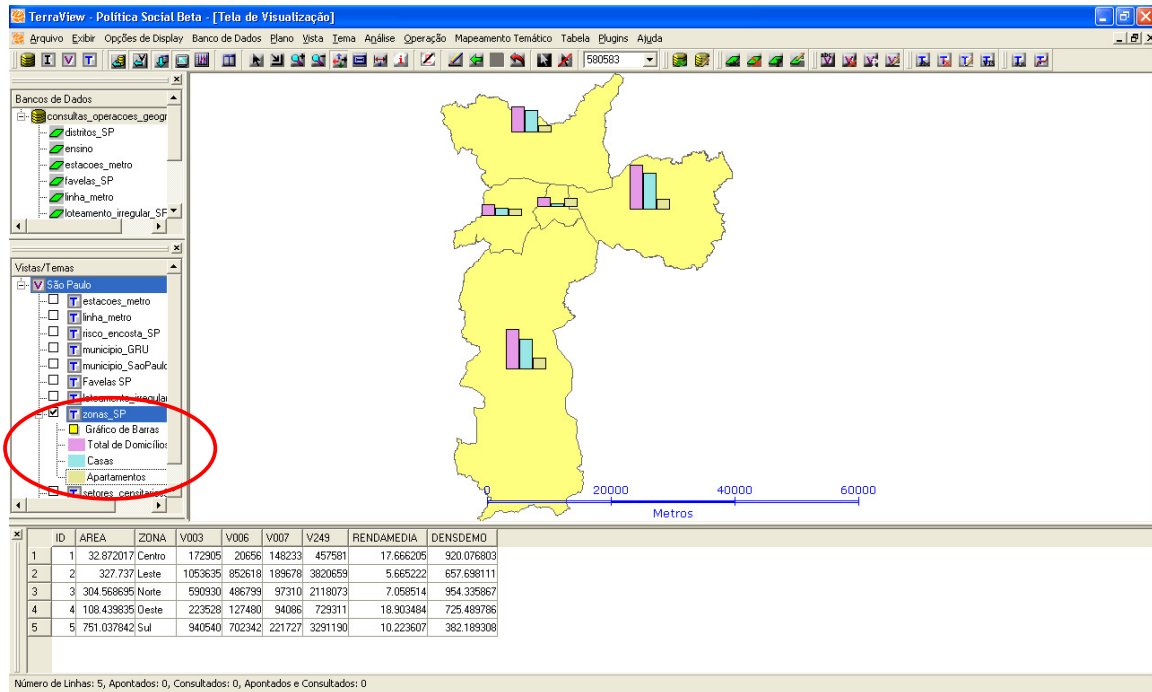 TerraView - Política Social Beta - [Tela de Visualização]
Arquivo Exibir Opções de Display Banco de Dados Plano Vista Tema Análise Operação Mapeamento Temático Tabela Plugins Ajuda
580583
Bancos de Dados
consultas_operacoes_geogr
distritos_SP
ensino
estacoes_metro
favelas_SP
linha_metro
loteamento_irregular_SF
Vistas/Temas
São Paulo
estacoes_metro
linha_metro
risco_encosta_SP
municipio_GRU
municipio_SaoPaulc
Favelas SP
loteamento_irregular
zonas_SP
Gráfico de Barras
Total de Domicílios
Casas
Apartamentos
setores_censitario
0 20000 40000 60000
Metros
ID AREA ZONA V003 V006 V007 V249 RENDAMEDIA DENSDEMO
1 1 32.872017 Centro 172905 20656 148233 457581 17.666205 920.076803
2 2 327.737 Leste 1053635 852618 189678 3820659 5.665222 657.698111
3 3 304.568695 Norte 590930 486799 97310 2118073 7.058514 954.335867
4 4 108.439835 Oeste 223528 127480 94086 729311 18.903484 725.489786
5 5 751.037842 Sul 940540 702342 221727 3291190 10.223607 382.189308
Número de Linhas: 5, Apontados: 0, Consultados: 0, Apontados e Consultados: 0